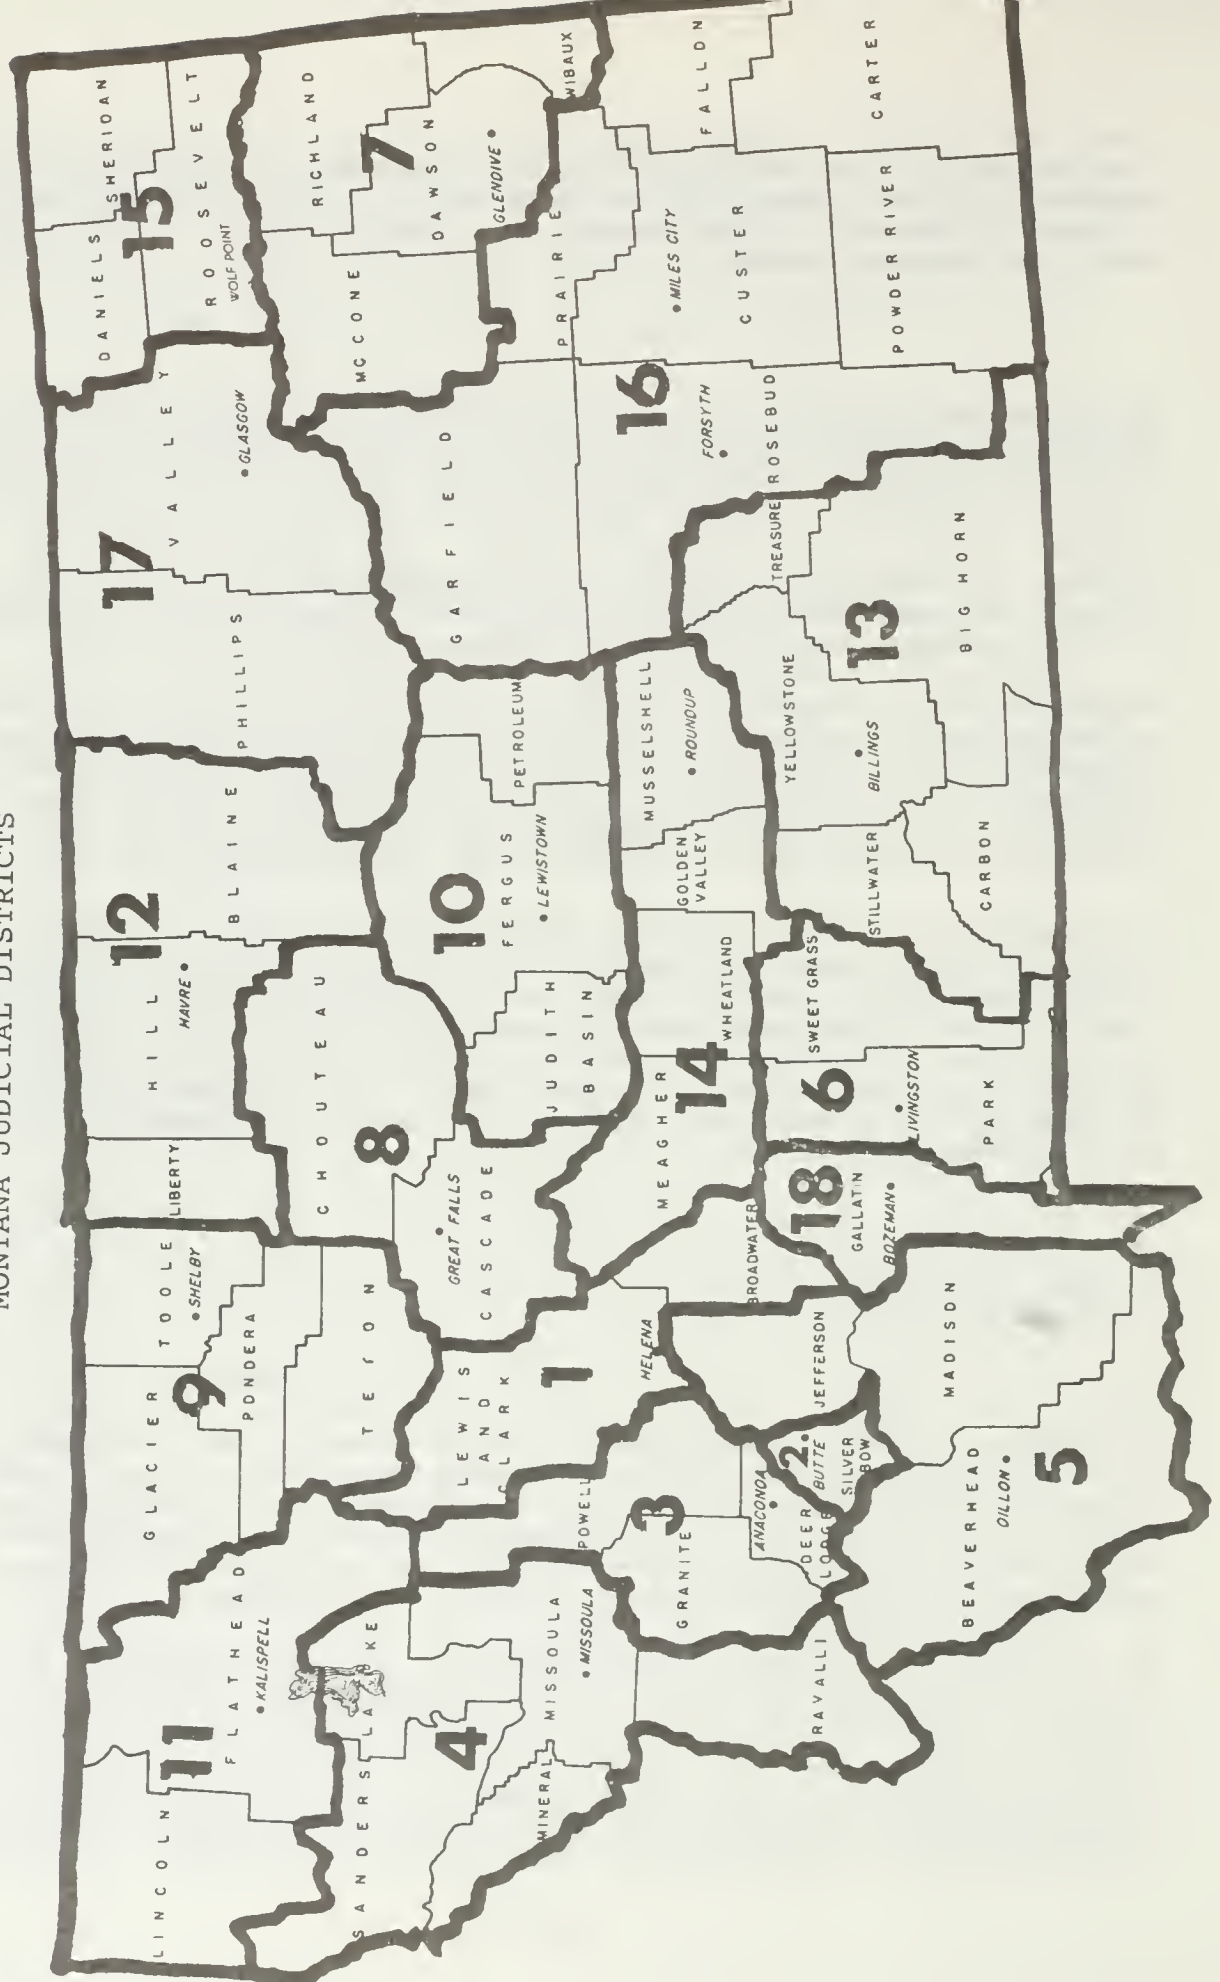 MONTANA JUDICIAL DISTRICTS
LINCOLN
11
FLATHEAD
KALISPELL
GLACIER
9
TOOLE
SHELBY
PONDERA
LIBERTY
HILL
HAVRE
12
BLAINE
PHILLIPS
17
VALLEY
GLASGOW
DANIELS
SHERIDAN
15
ROOSEVELT
WOLF POINT
SANDERS
4
MINERAL
MISSOULA
MISSOULA
TETON
CHOUTEAU
8
GREAT FALLS
CASCADE
LEWIS
AND
CLARK
1
HELENA
POWELL
3
GRANITE
JUDITH
BASIN
10
FERGUS
LEWISTOWN
PETROLEUM
GARFIELD
MCCONE
RICHLAND
7
DAWSON
GLENDIVE
WIBAUX
PRAIRIE
RAVALLI
ANACONDA
DEER
LODGE
2
BUTTE
SILVER
BOW
JEFFERSON
BROADWATER
MEAGHER
14
WHEATLAND
GOLDEN
VALLEY
MUSSELSHELL
ROUNDUP
TREASURE
ROSEBUD
FORSYTH
16
MILES CITY
CUSTER
FALLON
BEAVERHEAD
DILLON
5
MADISON
18
GALLATIN
BOZEMAN
6
LIVINGSTON
PARK
SWEET GRASS
STILLWATER
CARBON
YELLOWSTONE
BILLINGS
13
BIG HORN
POWDER RIVER
CARTER